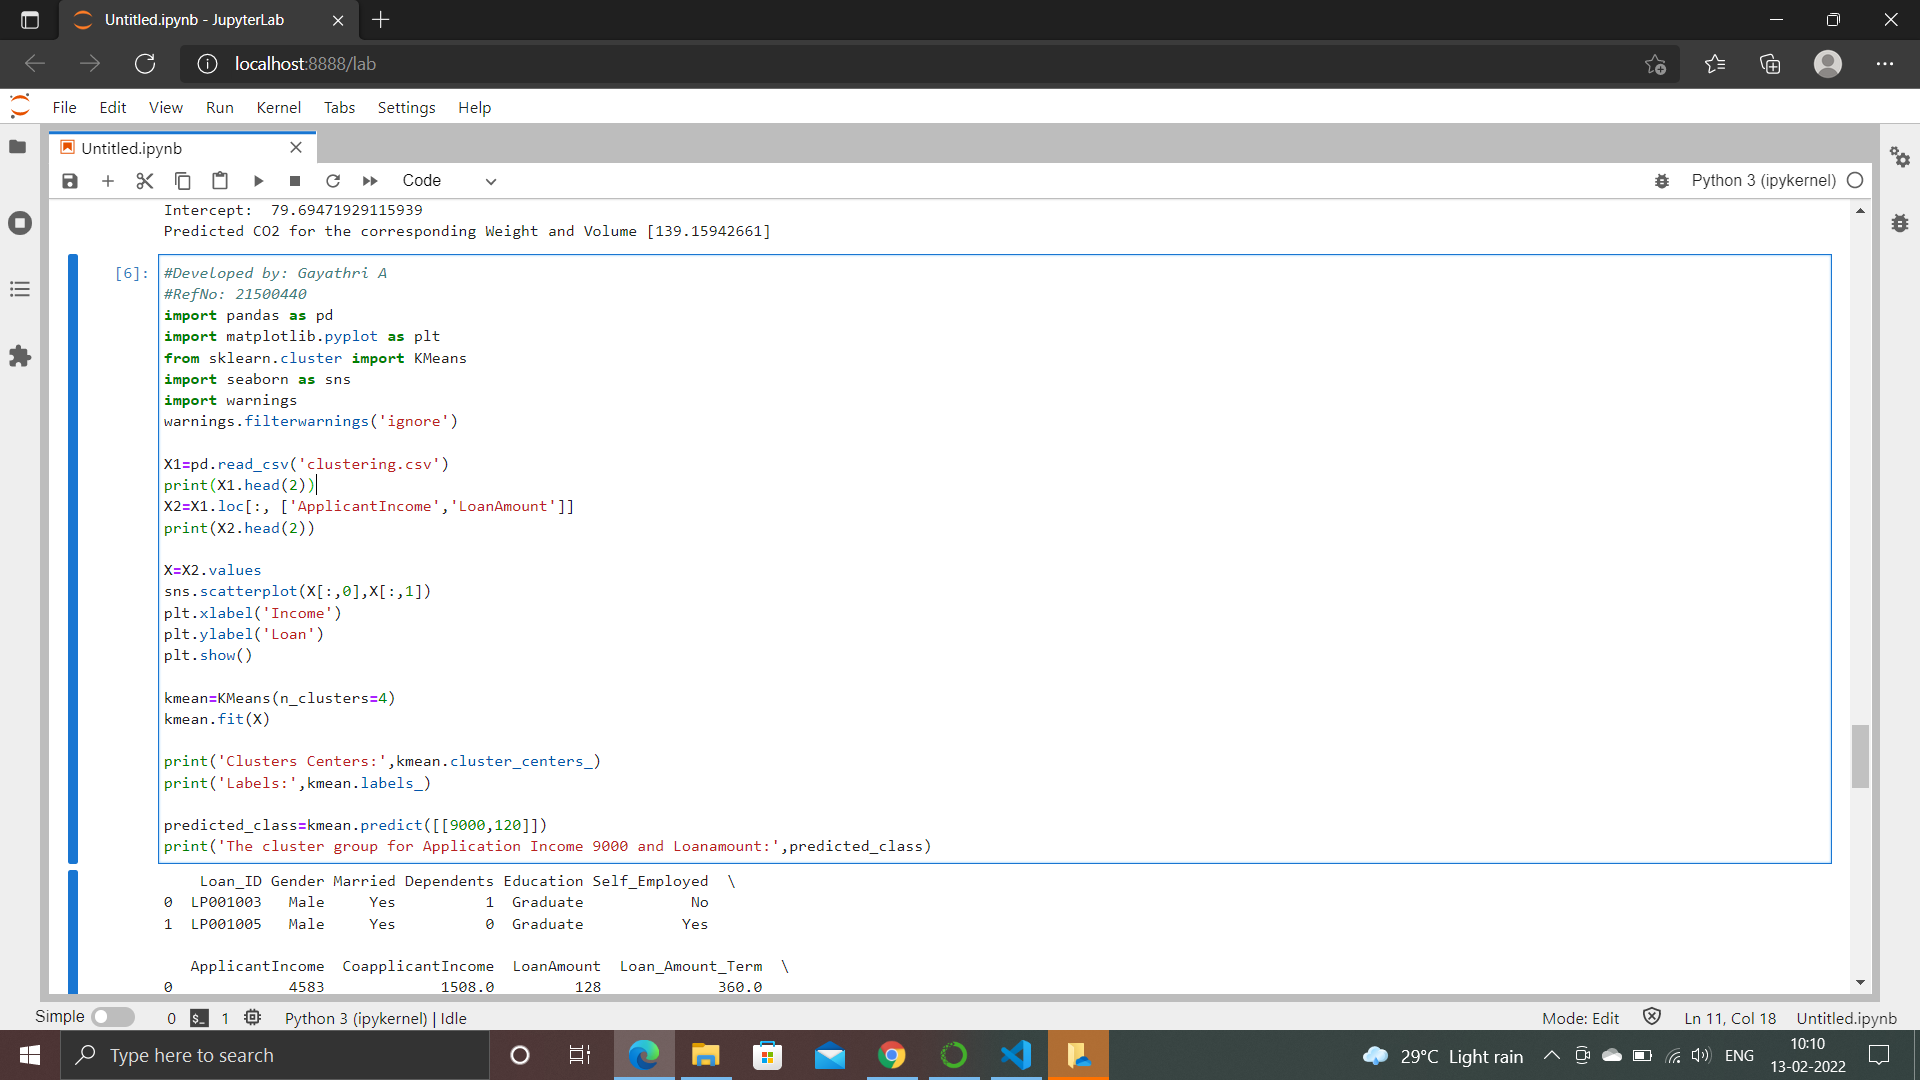 Untitled.ipynb - JupyterLab
localhost:8888/lab
File Edit View Run Kernel Tabs Settings Help
Untitled.ipynb
Code
Python 3 (ipykernel)
Intercept:  79.69471929115939
Predicted CO2 for the corresponding Weight and Volume [139.15942661]
[6]:
#Developed by: Gayathri A
#RefNo: 21500440
import pandas as pd
import matplotlib.pyplot as plt
from sklearn.cluster import KMeans
import seaborn as sns
import warnings
warnings.filterwarnings('ignore')
X1=pd.read_csv('clustering.csv')
print(X1.head(2))
X2=X1.loc[:, ['ApplicantIncome','LoanAmount']]
print(X2.head(2))
X=X2.values
sns.scatterplot(X[:,0],X[:,1])
plt.xlabel('Income')
plt.ylabel('Loan')
plt.show()
kmean=KMeans(n_clusters=4)
kmean.fit(X)
print('Clusters Centers:',kmean.cluster_centers_)
print('Labels:',kmean.labels_)
predicted_class=kmean.predict([[9000,120]])
print('The cluster group for Application Income 9000 and Loanamount:',predicted_class)
Loan_ID Gender Married Dependents Education Self_Employed  \
0  LP001003   Male     Yes          1  Graduate            No
1  LP001005   Male     Yes          0  Graduate           Yes
ApplicantIncome  CoapplicantIncome  LoanAmount  Loan_Amount_Term  \
0             4583             1508.0         128             360.0
Simple 0 $_ 1 Python 3 (ipykernel) | Idle Mode: Edit Ln 11, Col 18 Untitled.ipynb
Type here to search
29°C Light rain
ENG
10:10
13-02-2022